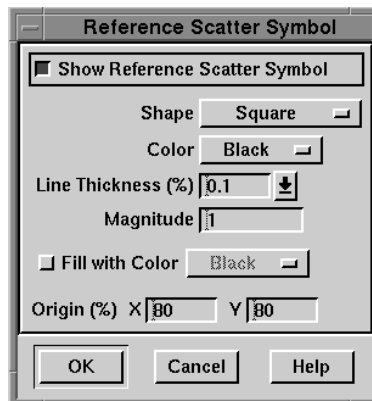 Reference Scatter Symbol
Show Reference Scatter Symbol
Shape Square
Color Black
Line Thickness (%) 0.1
Magnitude 1
Fill with Color Black
Origin (%) X 80 Y 80
OK Cancel Help